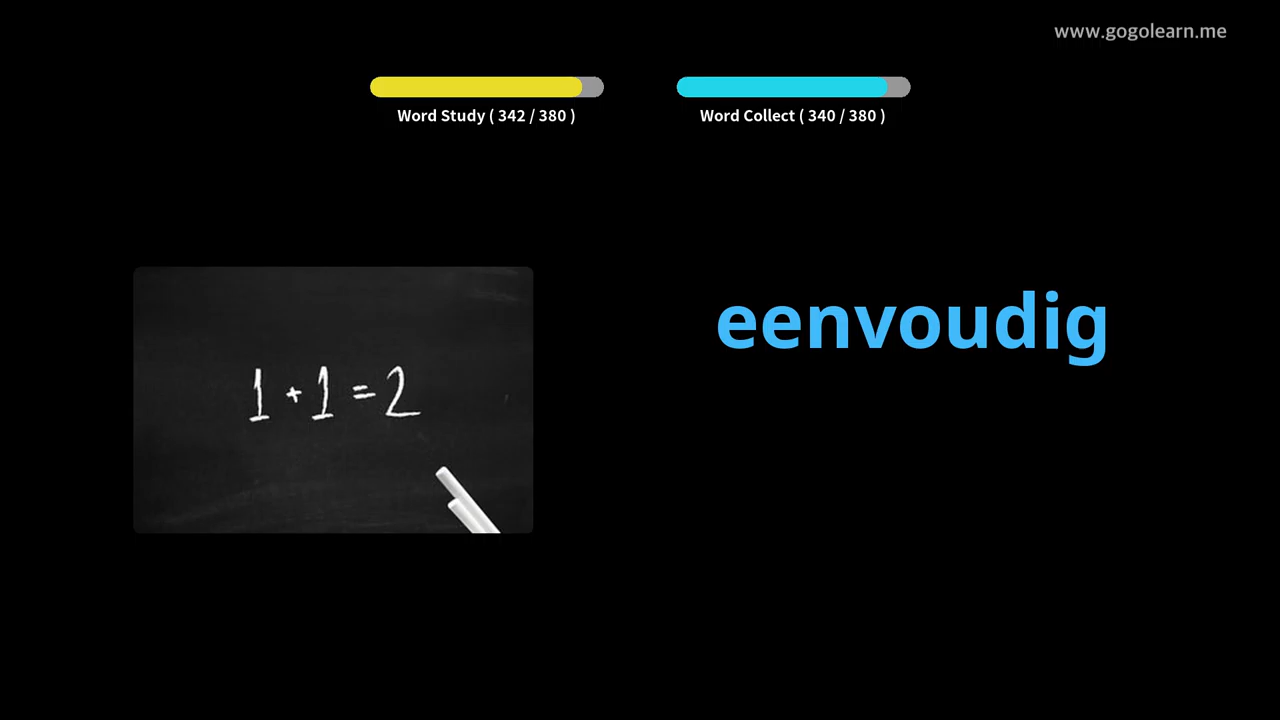 www.gogolearn.me
Word Study ( 342 / 380 )
Word Collect ( 340 / 380 )
eenvoudig
1 + 1 = 2